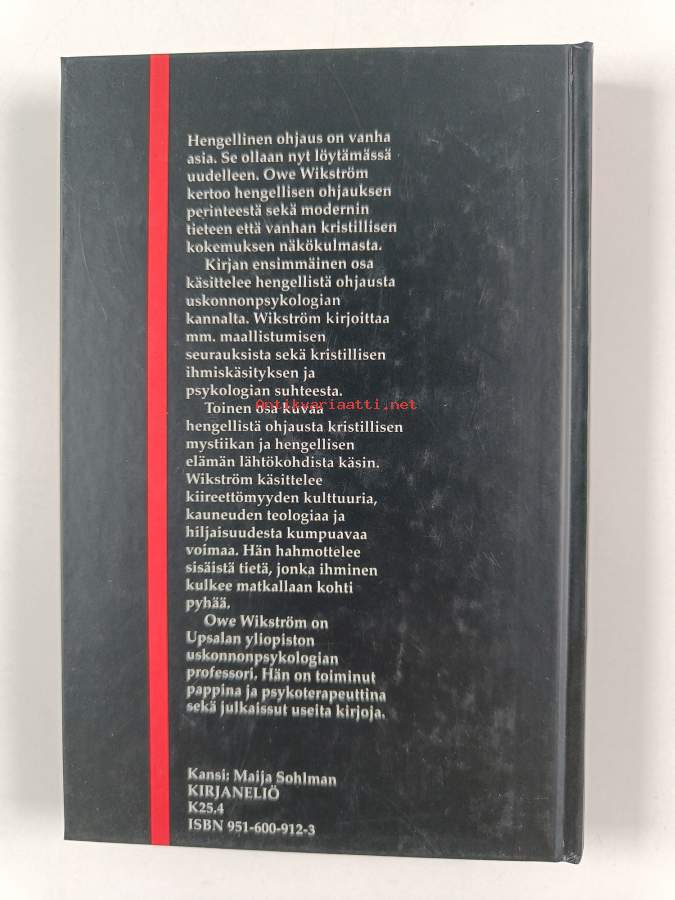 Hengellinen ohjaus on vanha
asia. Se ollaan nyt löytämässä
uudelleen. Owe Wikström
kertoo hengellisen ohjauksen
perinteestä sekä modernin
tieteen että vanhan kristillisen
kokemuksen näkökulmasta.
Kirjan ensimmäinen osa
käsittelee hengellistä ohjausta
uskonnonpsykologian
kannalta. Wikström kirjoittaa
mm. maallistumisen
seurauksista sekä kristillisen
ihmiskäsityksen ja
psykologian suhteesta.
Antikvariaatti.net
Toinen osa kuvaa
hengellistä ohjausta kristillisen
mystiikan ja hengellisen
elämän lähtökohdista käsin.
Wikström käsittelee
kiireettömyyden kulttuuria,
kauneuden teologiaa ja
hiljaisuudesta kumpuavaa
voimaa. Hän hahmottelee
sisäistä tietä, jonka ihminen
kulkee matkallaan kohti
pyhää.
Owe Wikström on
Upsalan yliopiston
uskonnonpsykologian
professori. Hän on toiminut
pappina ja psykoterapeuttina
sekä julkaissut useita kirjoja.
Kansi: Maija Sohlman
KIRJANELIÖ
K25.4
ISBN 951-600-912-3